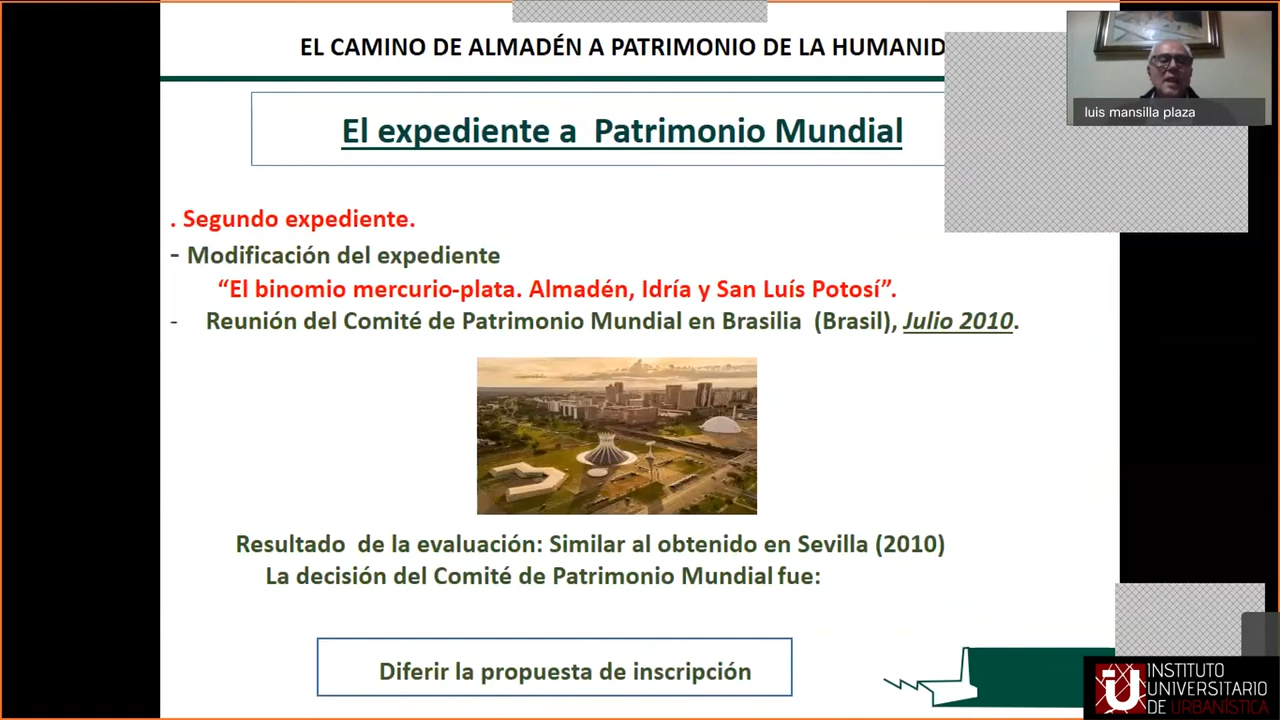 EL CAMINO DE ALMADÉN A PATRIMONIO DE LA HUMANID
luis mansilla plaza
El expediente a Patrimonio Mundial
. Segundo expediente.
- Modificación del expediente
“El binomio mercurio-plata. Almadén, Idría y San Luís Potosí”.
- Reunión del Comité de Patrimonio Mundial en Brasilia (Brasil), Julio 2010.
Resultado de la evaluación: Similar al obtenido en Sevilla (2010)
La decisión del Comité de Patrimonio Mundial fue:
Diferir la propuesta de inscripción
INSTITUTO
UNIVERSITARIO
DE URBANÍSTICA